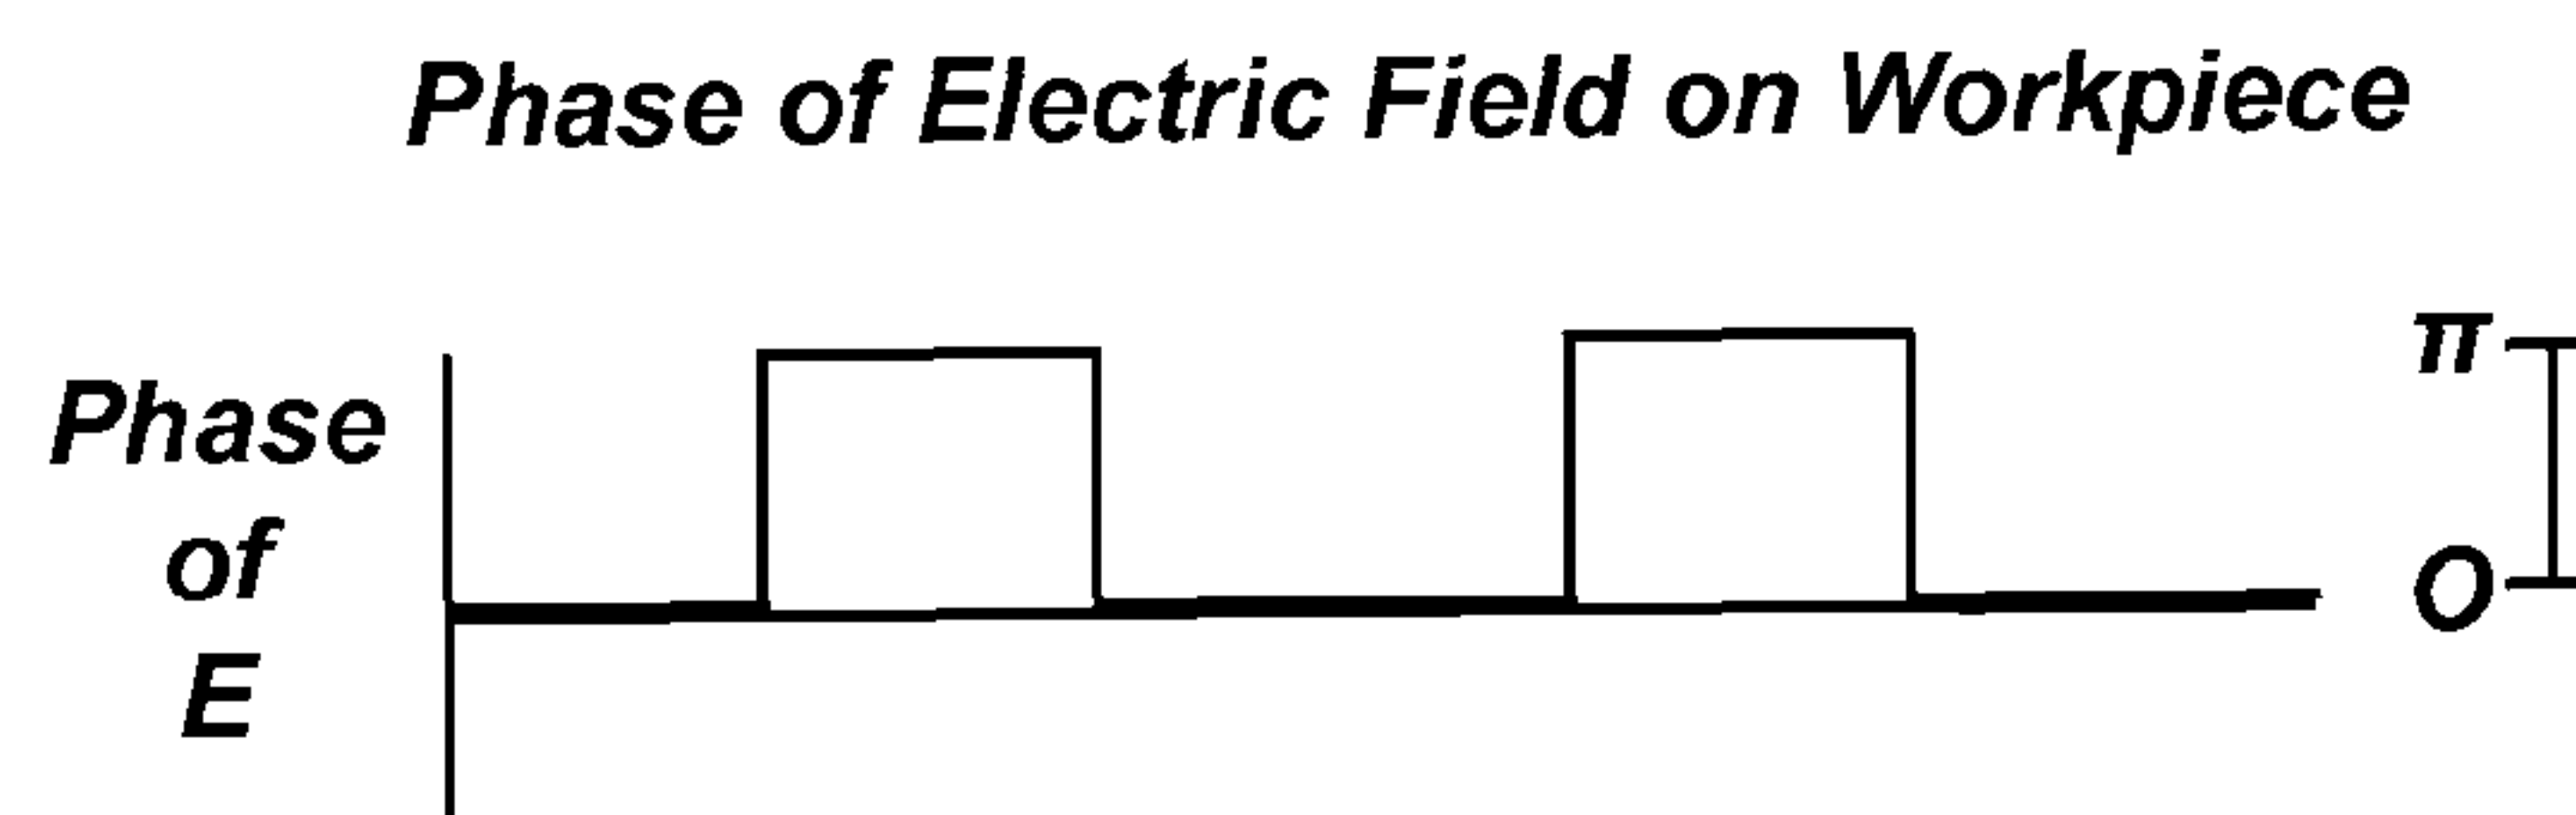 Phase of Electric Field on Workpiece
Phase
of
E
π
O